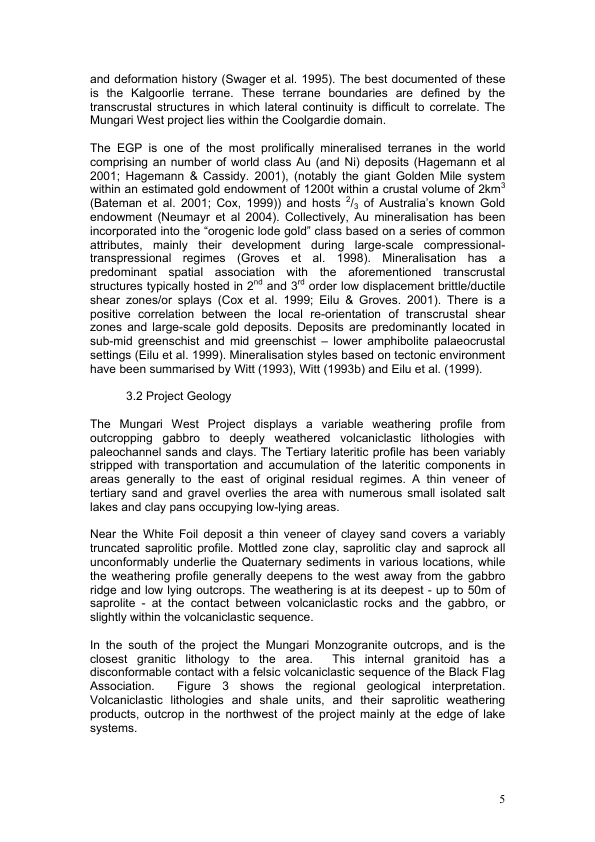 and deformation history (Swager et al. 1995). The best documented of these
is the Kalgoorlie terrane. These terrane boundaries are defined by the
transcrustal structures in which lateral continuity is difficult to correlate. The
Mungari West project lies within the Coolgardie domain.
The EGP is one of the most prolifically mineralised terranes in the world
comprising an number of world class Au (and Ni) deposits (Hagemann et al
2001; Hagemann & Cassidy. 2001), (notably the giant Golden Mile system
within an estimated gold endowment of 1200t within a crustal volume of 2km³
(Bateman et al. 2001; Cox, 1999)) and hosts ²/₃ of Australia's known Gold
endowment (Neumayr et al 2004). Collectively, Au mineralisation has been
incorporated into the “orogenic lode gold” class based on a series of common
attributes, mainly their development during large-scale compressional-
transpressional regimes (Groves et al. 1998). Mineralisation has a
predominant spatial association with the aforementioned transcrustal
structures typically hosted in 2nd and 3rd order low displacement brittle/ductile
shear zones/or splays (Cox et al. 1999; Eilu & Groves. 2001). There is a
positive correlation between the local re-orientation of transcrustal shear
zones and large-scale gold deposits. Deposits are predominantly located in
sub-mid greenschist and mid greenschist – lower amphibolite palaeocrustal
settings (Eilu et al. 1999). Mineralisation styles based on tectonic environment
have been summarised by Witt (1993), Witt (1993b) and Eilu et al. (1999).
3.2 Project Geology
The Mungari West Project displays a variable weathering profile from
outcropping gabbro to deeply weathered volcaniclastic lithologies with
paleochannel sands and clays. The Tertiary lateritic profile has been variably
stripped with transportation and accumulation of the lateritic components in
areas generally to the east of original residual regimes. A thin veneer of
tertiary sand and gravel overlies the area with numerous small isolated salt
lakes and clay pans occupying low-lying areas.
Near the White Foil deposit a thin veneer of clayey sand covers a variably
truncated saprolitic profile. Mottled zone clay, saprolitic clay and saprock all
unconformably underlie the Quaternary sediments in various locations, while
the weathering profile generally deepens to the west away from the gabbro
ridge and low lying outcrops. The weathering is at its deepest - up to 50m of
saprolite - at the contact between volcaniclastic rocks and the gabbro, or
slightly within the volcaniclastic sequence.
In the south of the project the Mungari Monzogranite outcrops, and is the
closest granitic lithology to the area. This internal granitoid has a
disconformable contact with a felsic volcaniclastic sequence of the Black Flag
Association. Figure 3 shows the regional geological interpretation.
Volcaniclastic lithologies and shale units, and their saprolitic weathering
products, outcrop in the northwest of the project mainly at the edge of lake
systems.
5